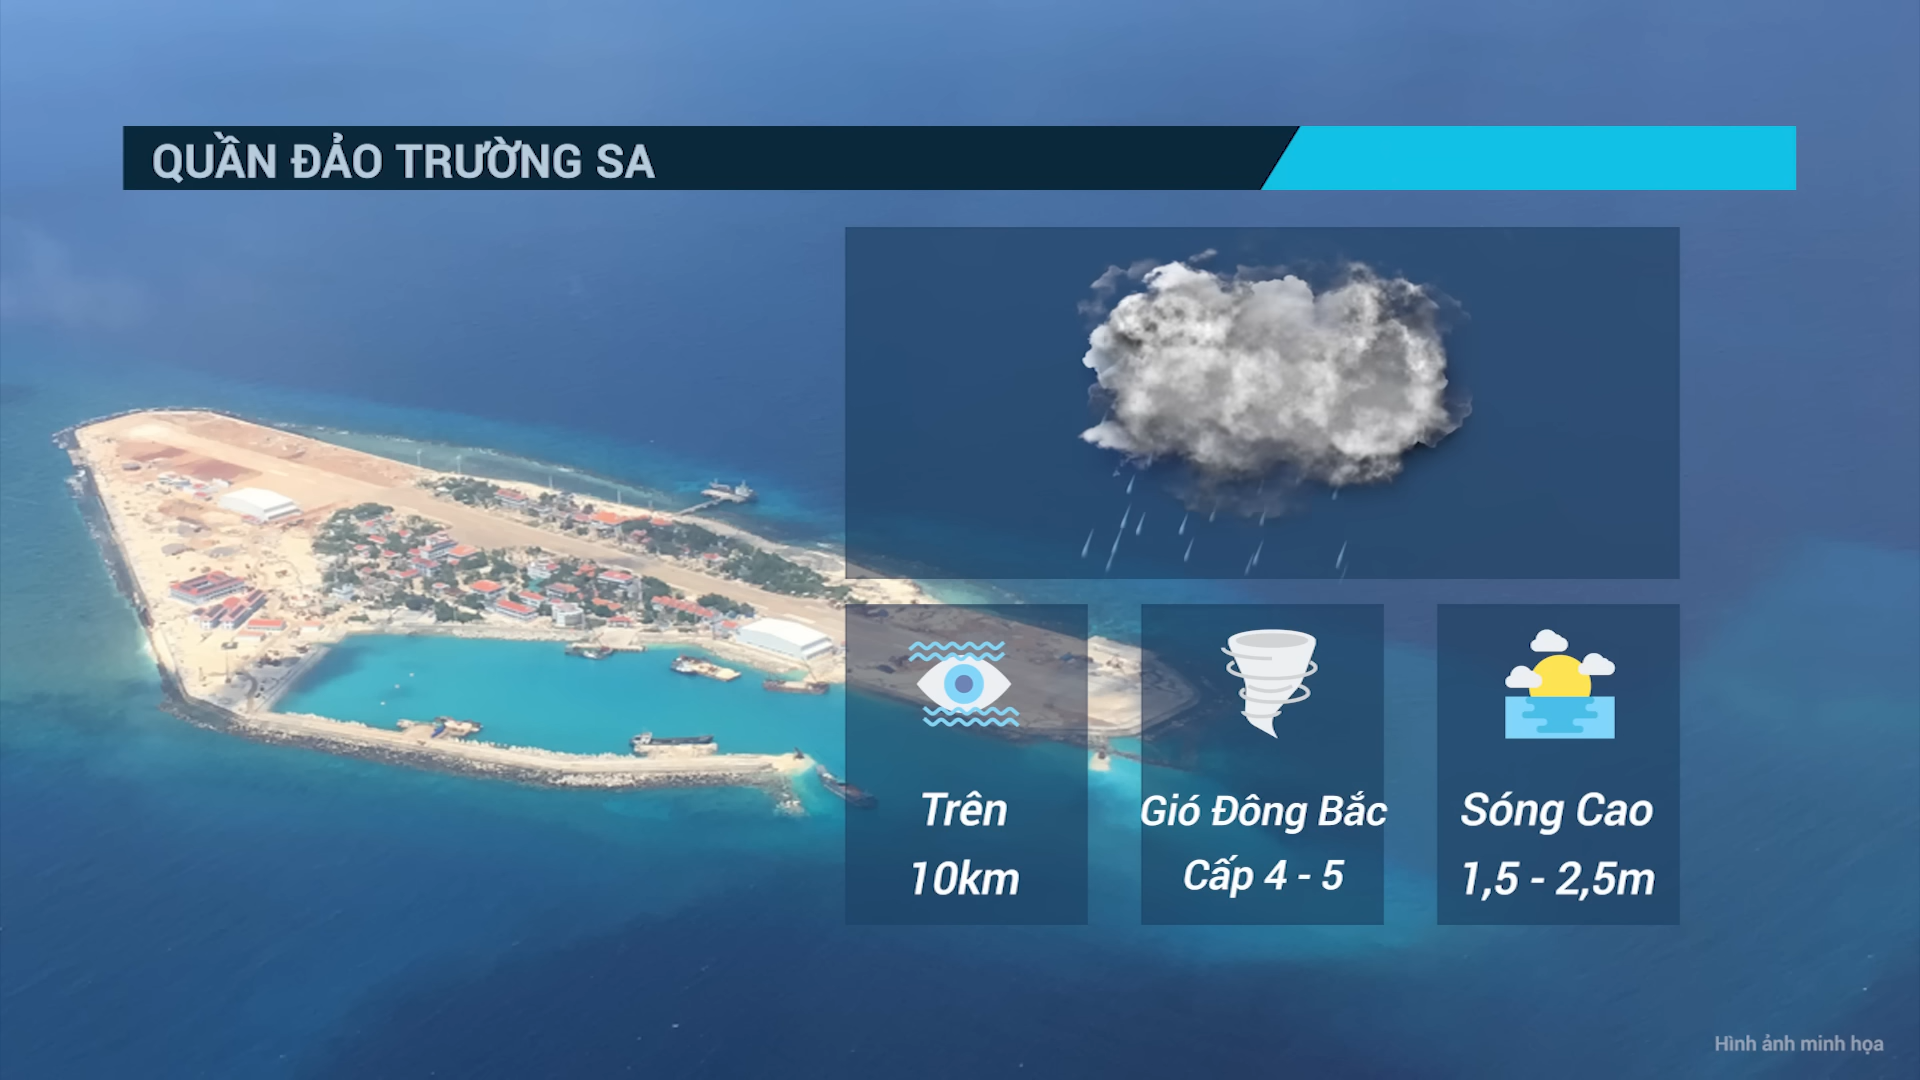 QUẦN ĐẢO TRƯỜNG SA
Trên
10km
Gió Đông Bắc
Cấp 4 - 5
Sóng Cao
1,5 - 2,5m
Hình ảnh minh họa